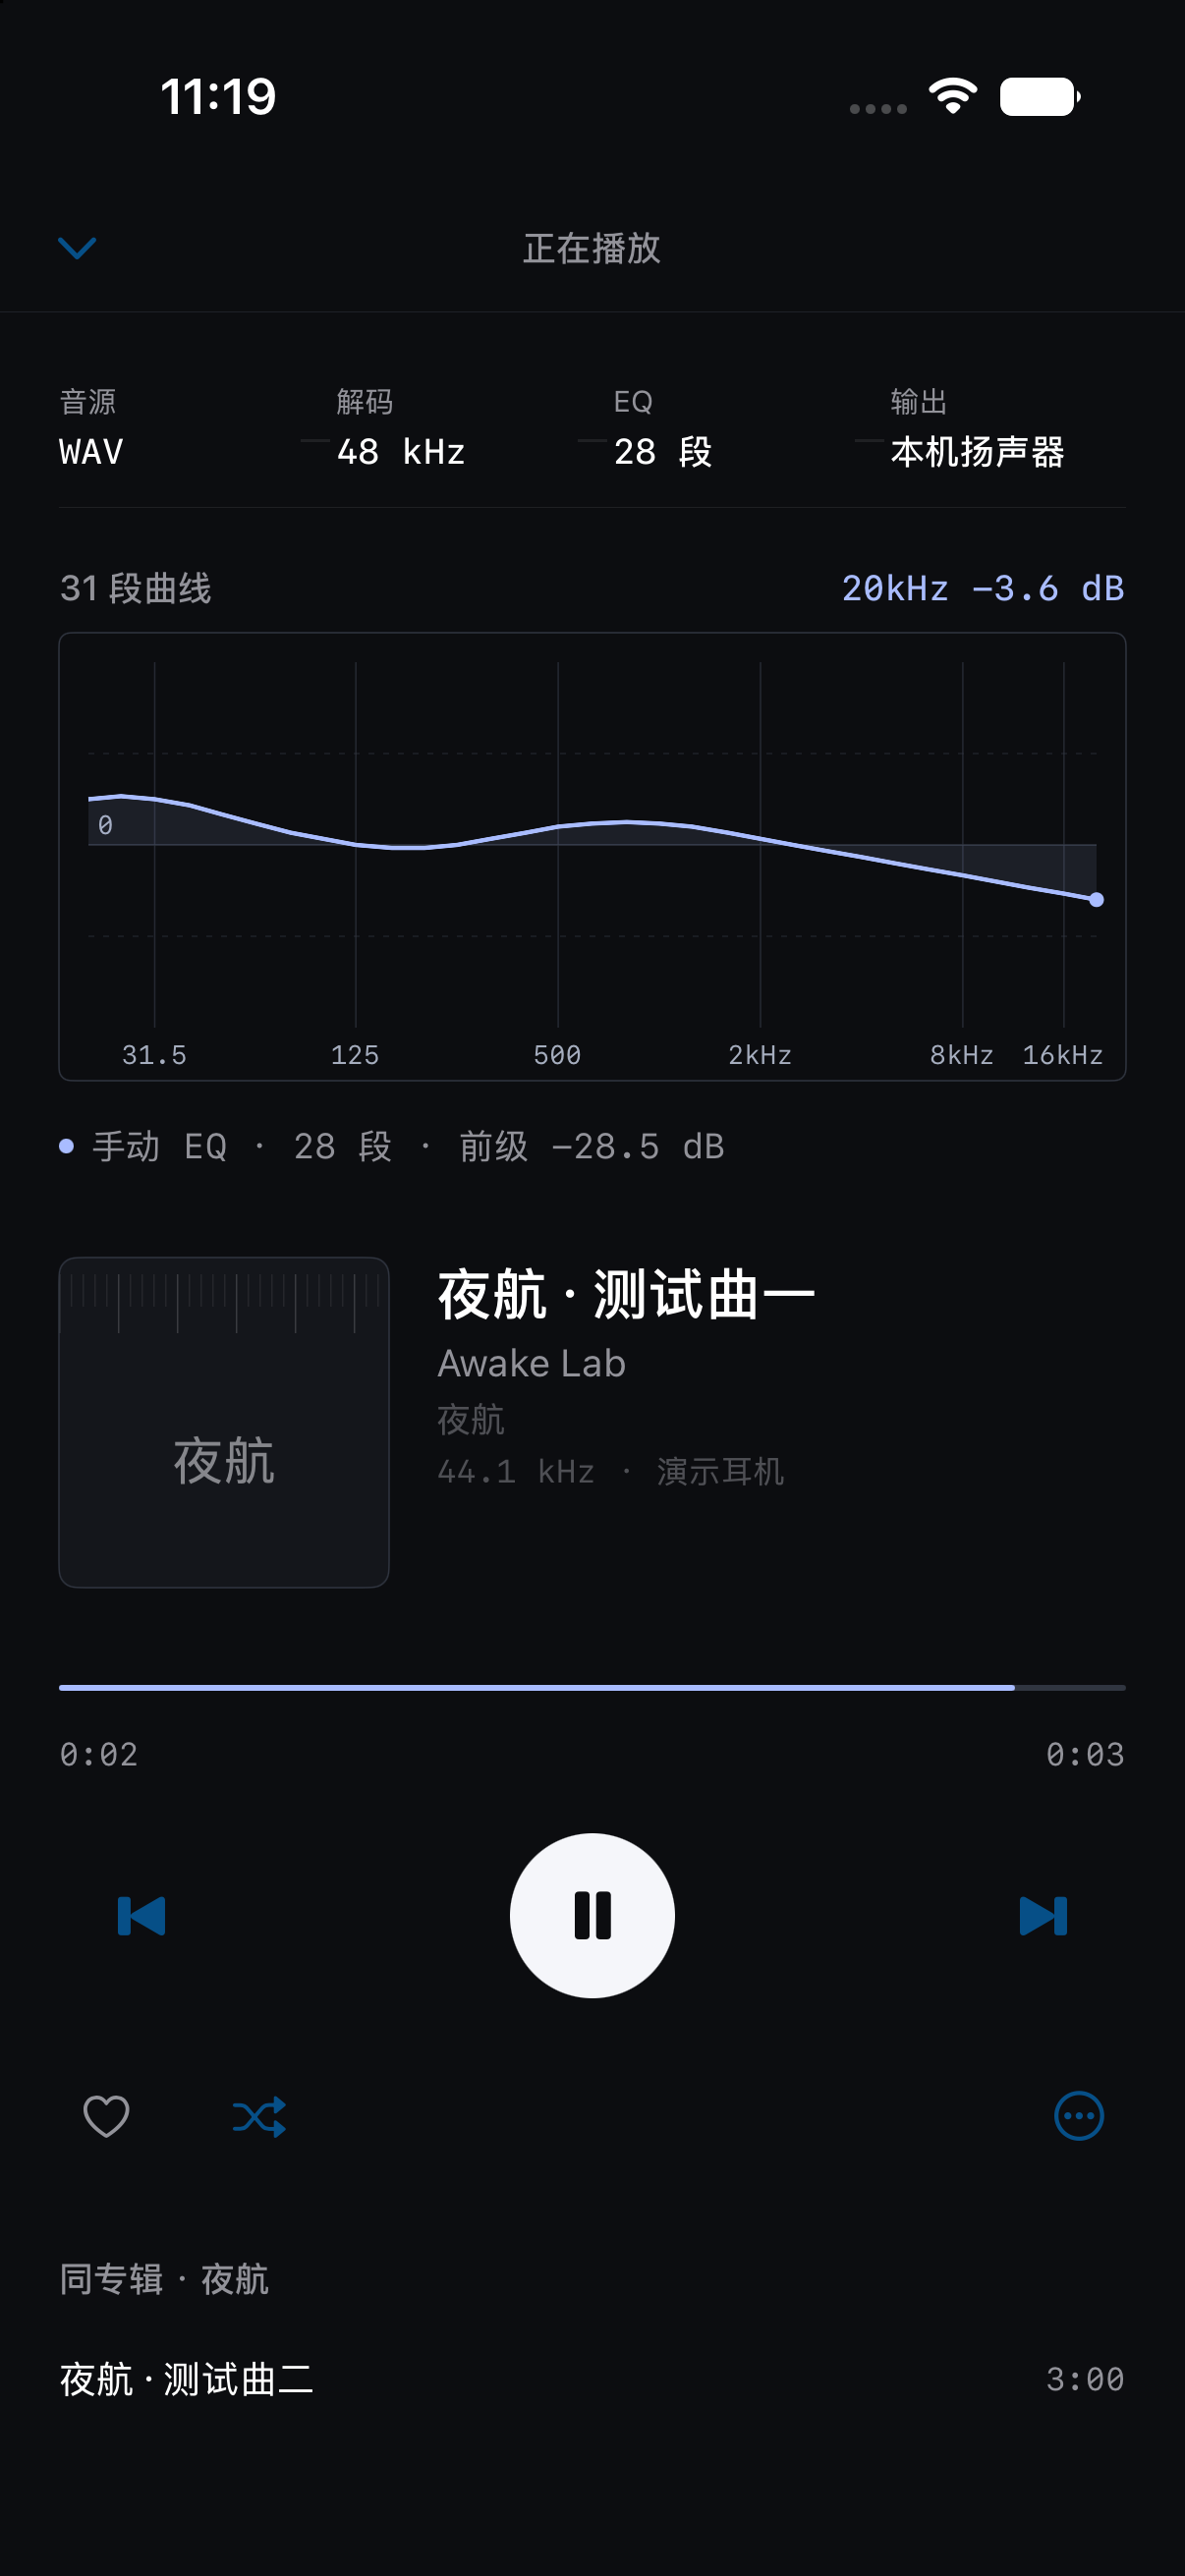 11:19
正在播放
音源 解码 EQ 输出
WAV 48 kHz 28 段 本机扬声器
31 段曲线 20kHz −3.6 dB
0
31.5 125 500 2kHz 8kHz 16kHz
手动 EQ · 28 段 · 前级 −28.5 dB
夜航 · 测试曲一
Awake Lab
夜航
44.1 kHz · 演示耳机
夜航
0:02 0:03
同专辑 · 夜航
夜航 · 测试曲二 3:00